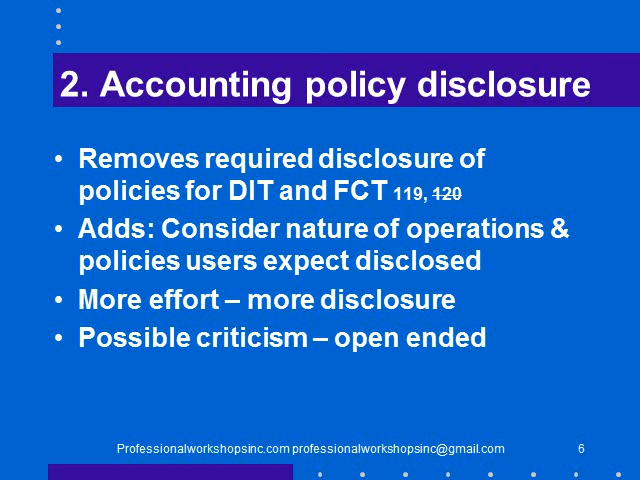 2. Accounting policy disclosure
• Removes required disclosure of
policies for DIT and FCT 119, 120
• Adds: Consider nature of operations &
policies users expect disclosed
• More effort – more disclosure
• Possible criticism – open ended
Professionalworkshopsinc.com professionalworkshopsinc@gmail.com 6